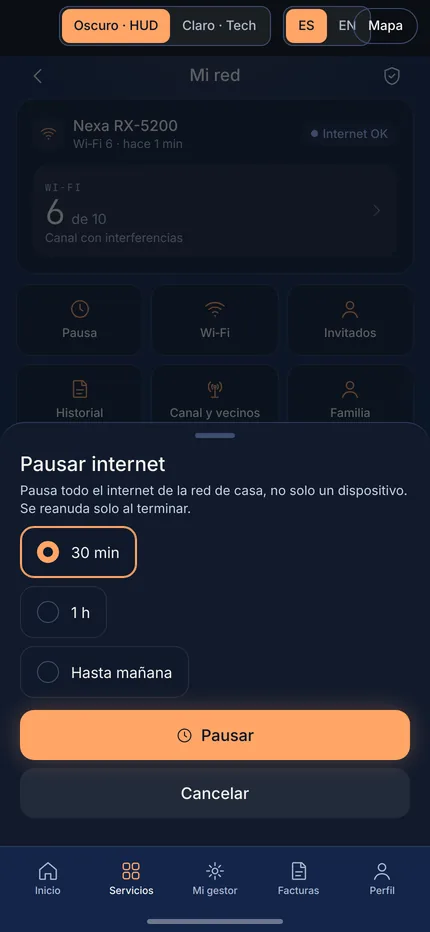 Oscuro · HUD
Claro · Tech
ES
EN
Mapa
Mi red
Nexa RX-5200
Wi-Fi 6 · hace 1 min
Internet OK
WI-FI
6 de 10
Canal con interferencias
Pausa
Wi-Fi
Invitados
Historial
Canal y vecinos
Familia
Pausar internet
Pausa todo el internet de la red de casa, no solo un dispositivo.
Se reanuda solo al terminar.
30 min
1 h
Hasta mañana
Pausar
Cancelar
Inicio
Servicios
Mi gestor
Facturas
Perfil